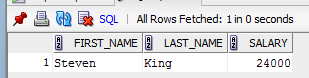 SQL | All Rows Fetched: 1 in 0 seconds
FIRST_NAME LAST_NAME SALARY
1 Steven King 24000